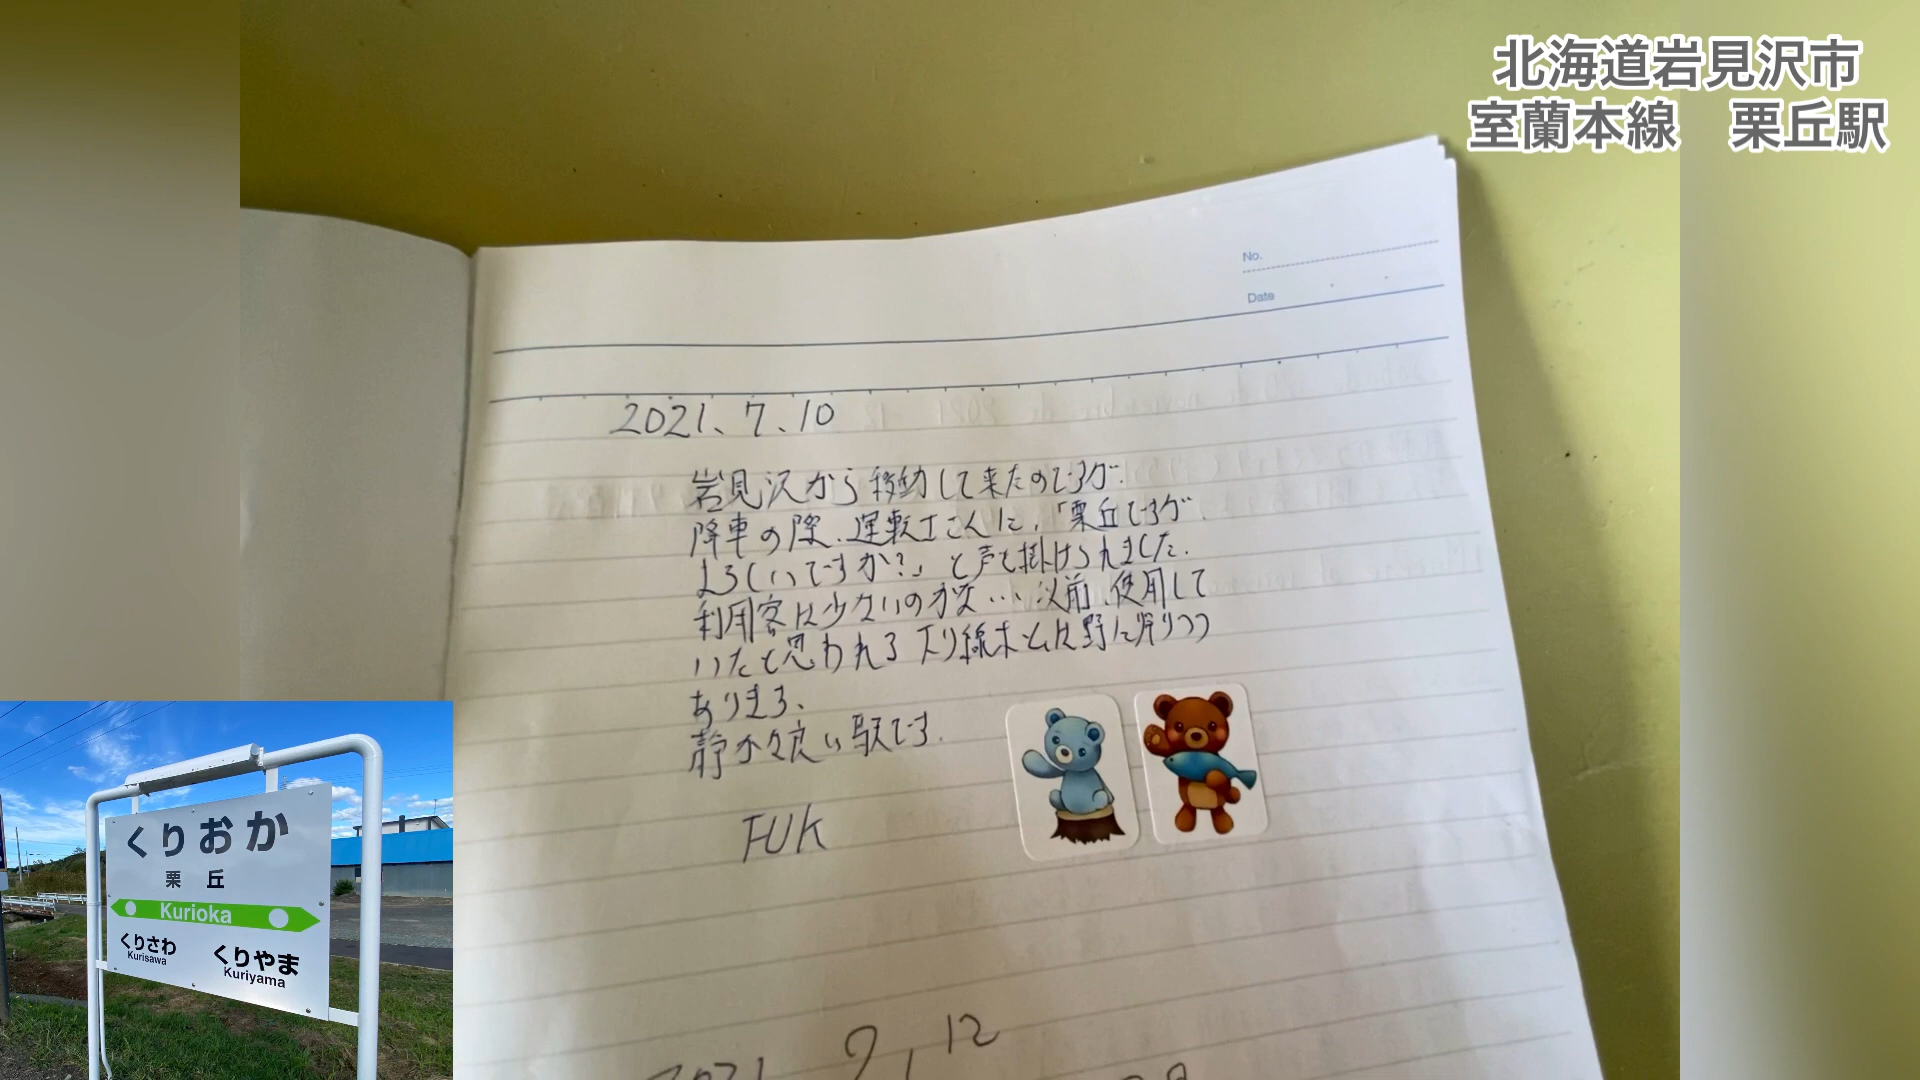 北海道岩見沢市
室蘭本線 栗丘駅
No.
Date
2021、7、10
岩見沢から移動して来たのですが、
降車の際、運転士さんに、「栗丘ですが、
よろしいですか?」と声を掛けられました。
利用客は少ないのかな…以前、使用して
いたと思われる下り線ホームは野に帰りつつ
あります、
静かな良い駅です。
FUK
2021 7, 12
くりおか
栗 丘
Kurioka
くりさわ くりやま
Kurisawa Kuriyama